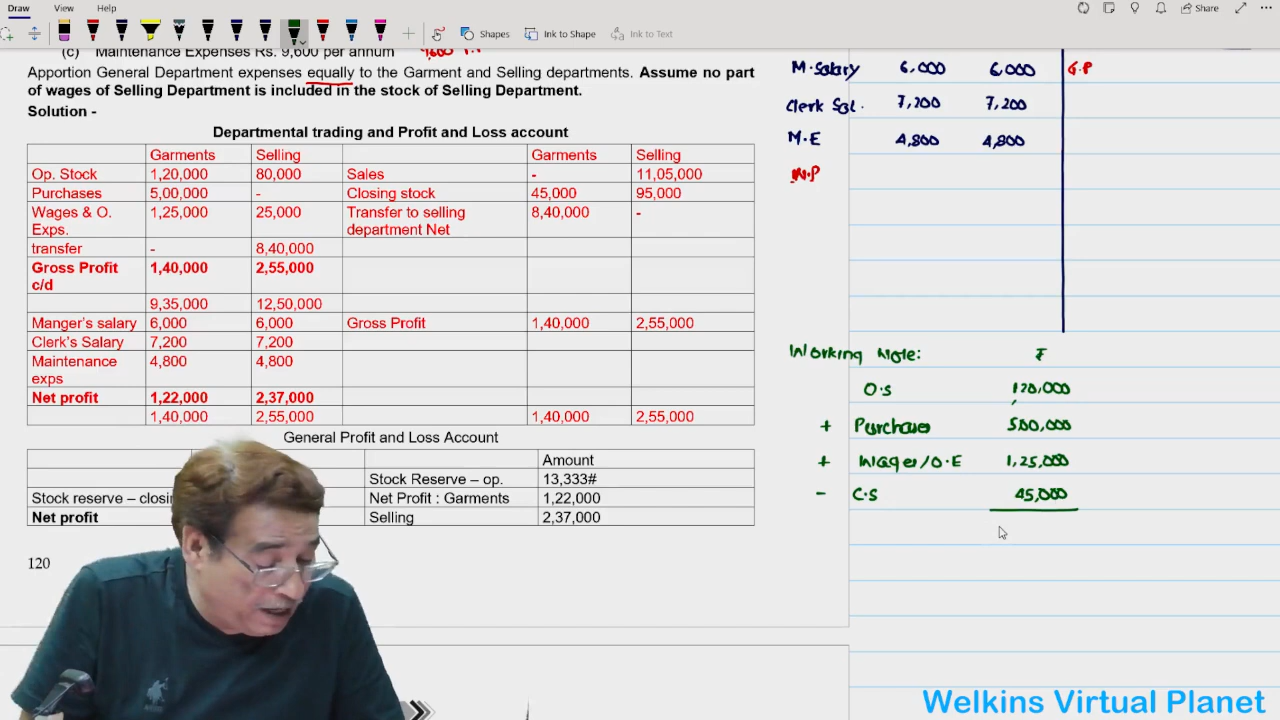 Draw View Help
Share
Shapes Ink to Shape Ink to Text
(c) Maintenance Expenses Rs. 9,600 per annum
Apportion General Department expenses equally to the Garment and Selling departments. Assume no part
of wages of Selling Department is included in the stock of Selling Department.
Solution -
Departmental trading and Profit and Loss account
Garments Selling Garments Selling
Op. Stock 1,20,000 80,000 Sales - 11,05,000
Purchases 5,00,000 - Closing stock 45,000 95,000
Wages & O. 1,25,000 25,000 Transfer to selling 8,40,000 -
Exps. department Net
transfer - 8,40,000
Gross Profit 1,40,000 2,55,000
c/d
9,35,000 12,50,000
Manger's salary 6,000 6,000 Gross Profit 1,40,000 2,55,000
Clerk's Salary 7,200 7,200
Maintenance 4,800 4,800
exps
Net profit 1,22,000 2,37,000
1,40,000 2,55,000 1,40,000 2,55,000
General Profit and Loss Account
Amount
Stock Reserve – op. 13,333#
Stock reserve – closin Net Profit : Garments 1,22,000
Net profit Selling 2,37,000
120
M.Salary 6,000 6,000 G.P
Clerk Sal. 7,200 7,200
M.E 4,800 4,800
N.P
Working Note: ₹
O.s 120,000
+ Purchases 500,000
+ Wages/O.E 1,25,000
- C.S 45,000
Welkins Virtual Planet